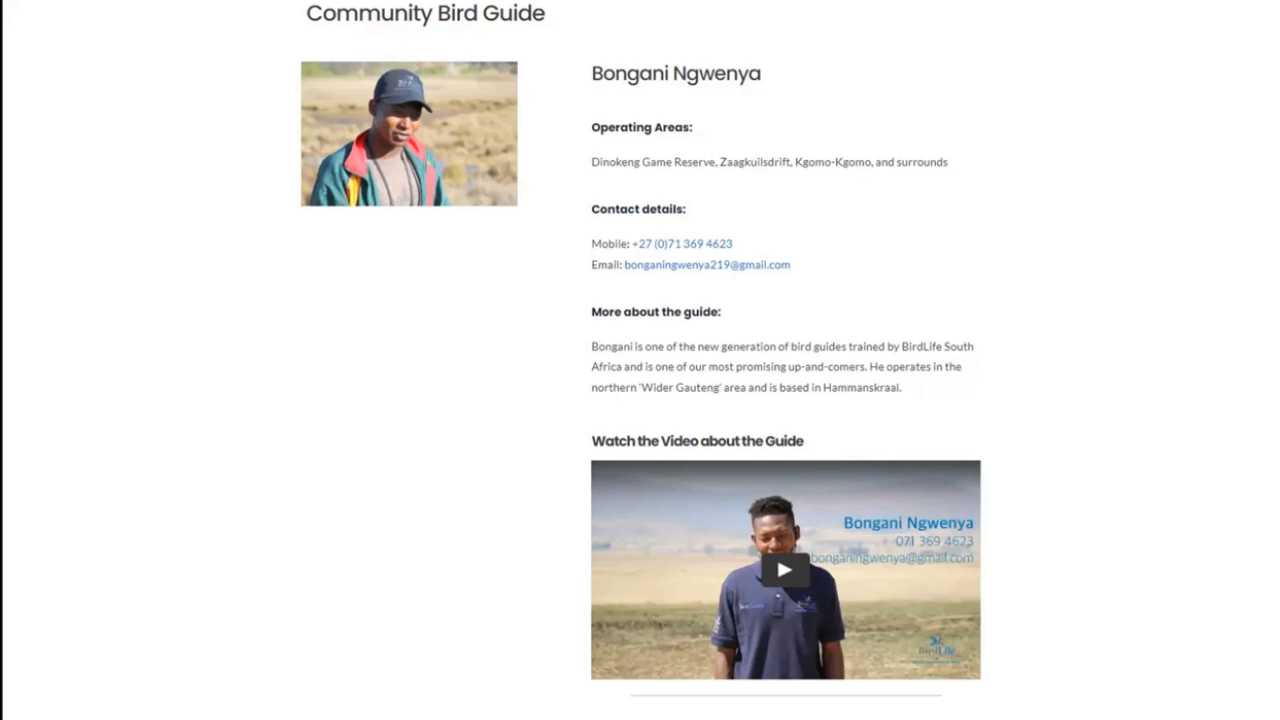 Community Bird Guide
Bongani Ngwenya
Operating Areas:
Dinokeng Game Reserve, Zaagkuilsdrift, Kgomo-Kgomo, and surrounds
Contact details:
Mobile: +27 (0)71 369 4623
Email: bonganingwenya219@gmail.com
More about the guide:
Bongani is one of the new generation of bird guides trained by BirdLife South
Africa and is one of our most promising up-and-comers. He operates in the
northern 'Wider Gauteng' area and is based in Hammanskraal.
Watch the Video about the Guide
Bongani Ngwenya
071 369 4623
bonganingwenya@gmail.com
BirdLife